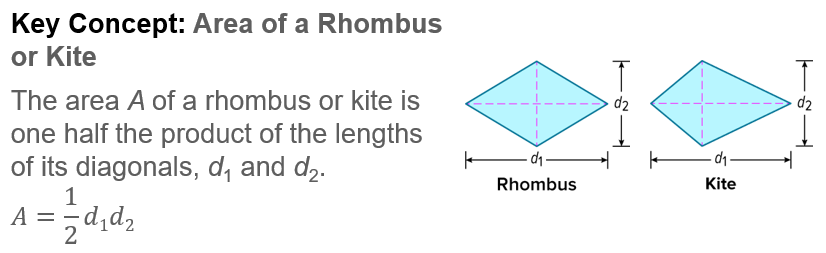 Key Concept: Area of a Rhombus
or Kite
The area A of a rhombus or kite is
one half the product of the lengths
of its diagonals, d₁ and d₂.
A = 1/2 d₁d₂
d₂
d₁
Rhombus
d₂
d₁
Kite